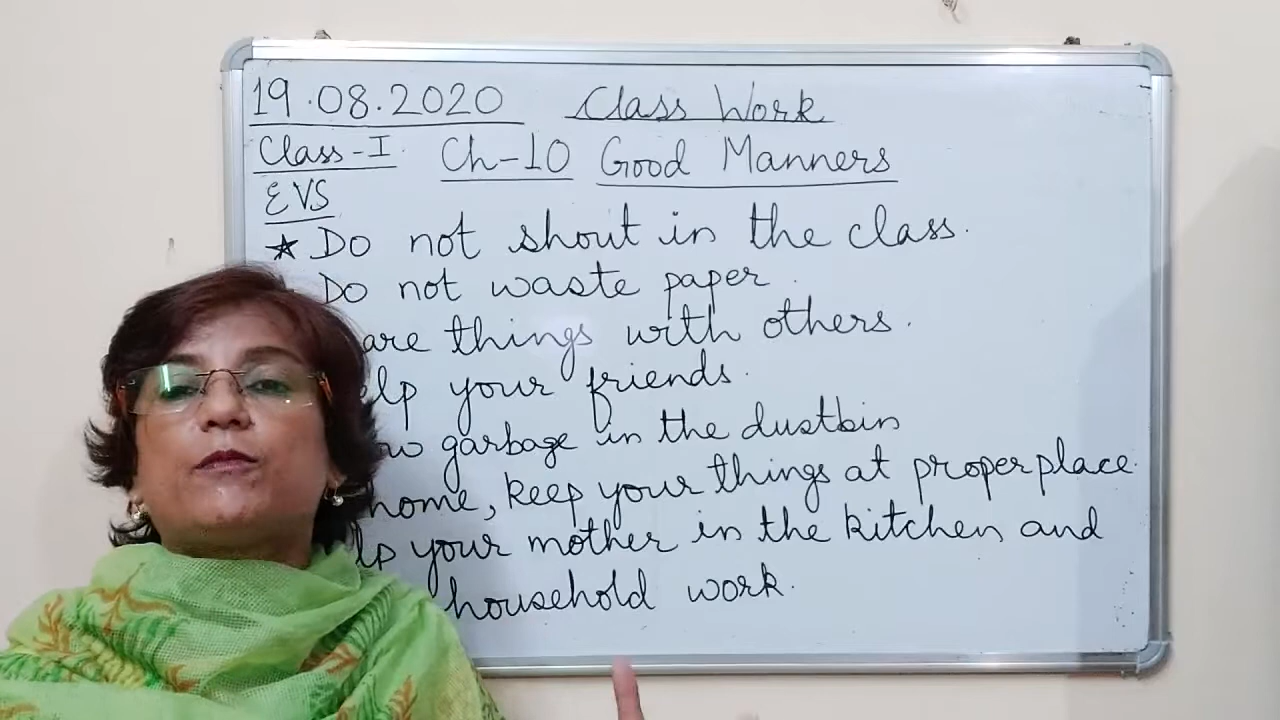 19.08.2020 Class Work
Class-I Ch-10 Good Manners
EVS
★ Do not shout in the class.
Do not waste paper.
are things with others.
lp your friends.
ow garbage in the dustbin
home, keep your things at proper place.
lp your mother in the kitchen and
household work.